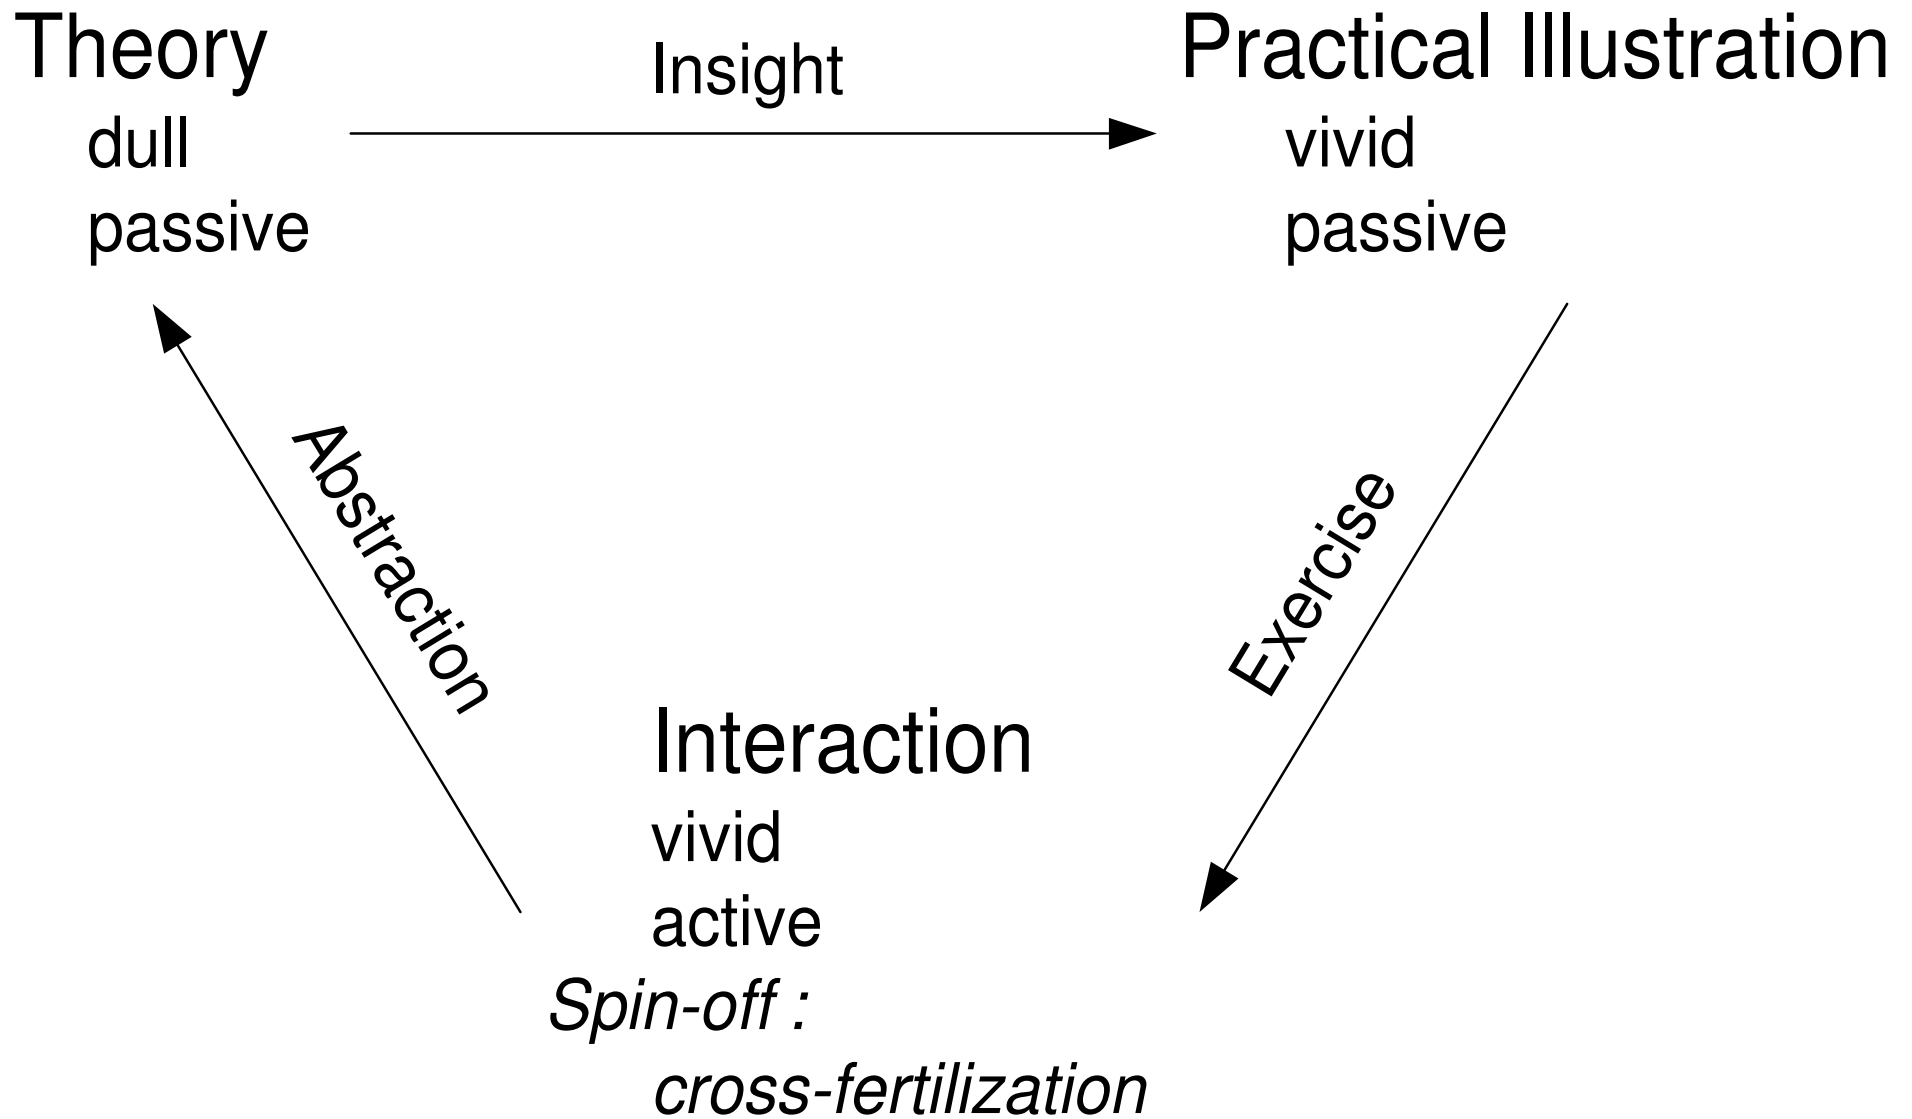 Theory
dull
passive
Insight
Practical Illustration
vivid
passive
Abstraction
Exercise
Interaction
vivid
active
Spin-off :
cross-fertilization